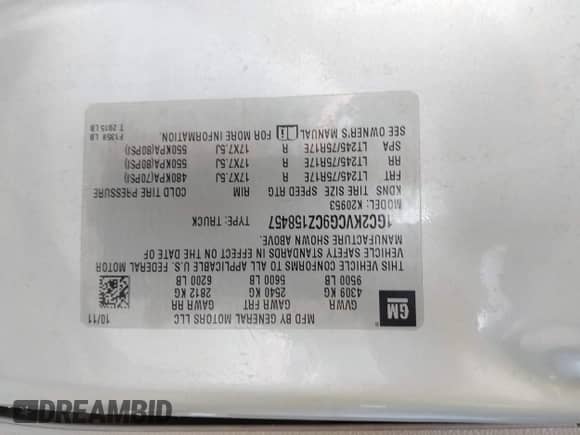 GM
MFD BY GENERAL MOTORS LLC 10/11
GVWR GAWR FRT GAWR RR
4309 KG 2540 KG 2812 KG
9500 LB 5600 LB 6200 LB
THIS VEHICLE CONFORMS TO ALL APPLICABLE U.S. FEDERAL MOTOR
VEHICLE SAFETY STANDARDS IN EFFECT ON THE DATE OF
MANUFACTURE SHOWN ABOVE.
1GC2KVCG9CZ158457 TYPE: TRUCK
MODEL: K20953
KDNS TIRE SIZE SPEED RTG RIM COLD TIRE PRESSURE
FRT LT245/75R17E 17X7.5J 480KPA(70PSI)
RR LT245/75R17E 17X7.5J 550KPA(80PSI)
SPA LT245/75R17E 17X7.5J 550KPA(80PSI)
SEE OWNER'S MANUAL FOR MORE INFORMATION.
T 2915 LB
DREAMBID